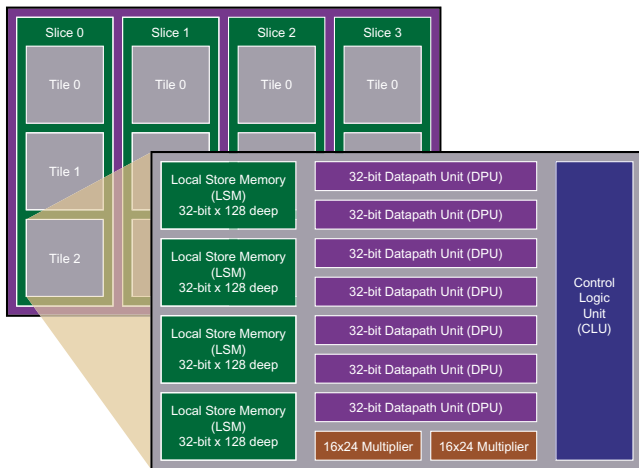 Slice 0
Slice 1
Slice 2
Slice 3
Tile 0
Tile 0
Tile 0
Tile 0
Tile 1
Tile 2
Local Store Memory
(LSM)
32-bit x 128 deep
Local Store Memory
(LSM)
32-bit x 128 deep
Local Store Memory
(LSM)
32-bit x 128 deep
Local Store Memory
(LSM)
32-bit x 128 deep
32-bit Datapath Unit (DPU)
32-bit Datapath Unit (DPU)
32-bit Datapath Unit (DPU)
32-bit Datapath Unit (DPU)
32-bit Datapath Unit (DPU)
32-bit Datapath Unit (DPU)
32-bit Datapath Unit (DPU)
16x24 Multiplier
16x24 Multiplier
Control
Logic
Unit
(CLU)